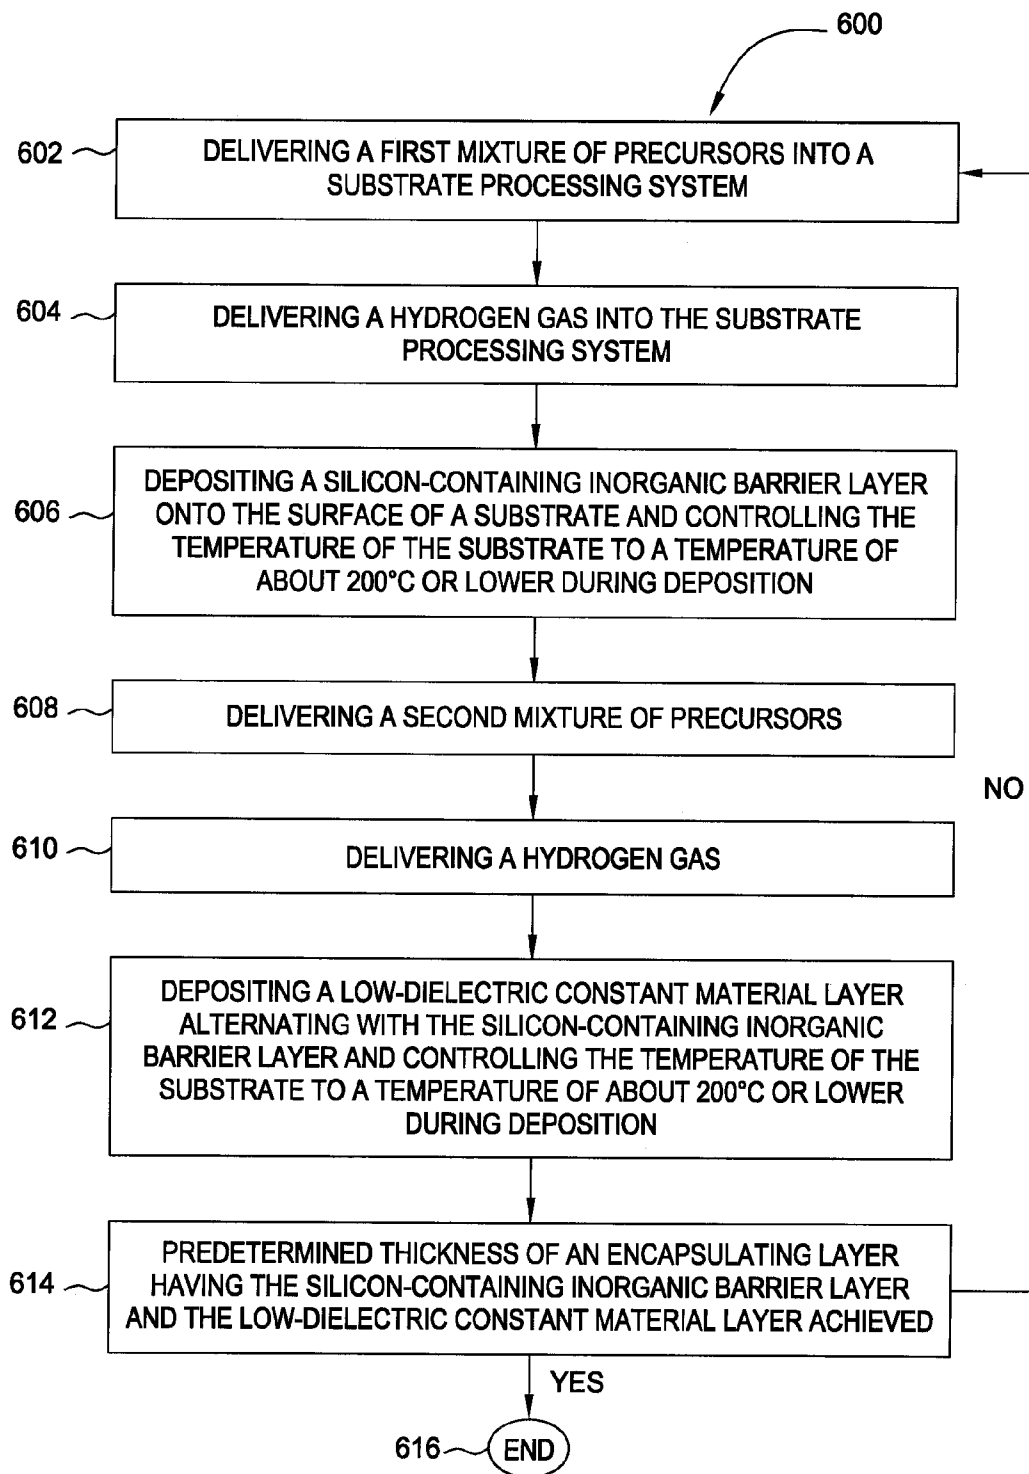 600
602
DELIVERING A FIRST MIXTURE OF PRECURSORS INTO A
SUBSTRATE PROCESSING SYSTEM
604
DELIVERING A HYDROGEN GAS INTO THE SUBSTRATE
PROCESSING SYSTEM
606
DEPOSITING A SILICON-CONTAINING INORGANIC BARRIER LAYER
ONTO THE SURFACE OF A SUBSTRATE AND CONTROLLING THE
TEMPERATURE OF THE SUBSTRATE TO A TEMPERATURE OF
ABOUT 200°C OR LOWER DURING DEPOSITION
608
DELIVERING A SECOND MIXTURE OF PRECURSORS.
NO
610
DELIVERING A HYDROGEN GAS.
612
DEPOSITING A LOW-DIELECTRIC CONSTANT MATERIAL LAYER
ALTERNATING WITH THE SILICON-CONTAINING INORGANIC
BARRIER LAYER AND CONTROLLING THE TEMPERATURE OF THE
SUBSTRATE TO A TEMPERATURE OF ABOUT 200°C OR LOWER
DURING DEPOSITION
614
PREDETERMINED THICKNESS OF AN ENCAPSULATING LAYER
HAVING THE SILICON-CONTAINING INORGANIC BARRIER LAYER
AND THE LOW-DIELECTRIC CONSTANT MATERIAL LAYER ACHIEVED
YES
616
END